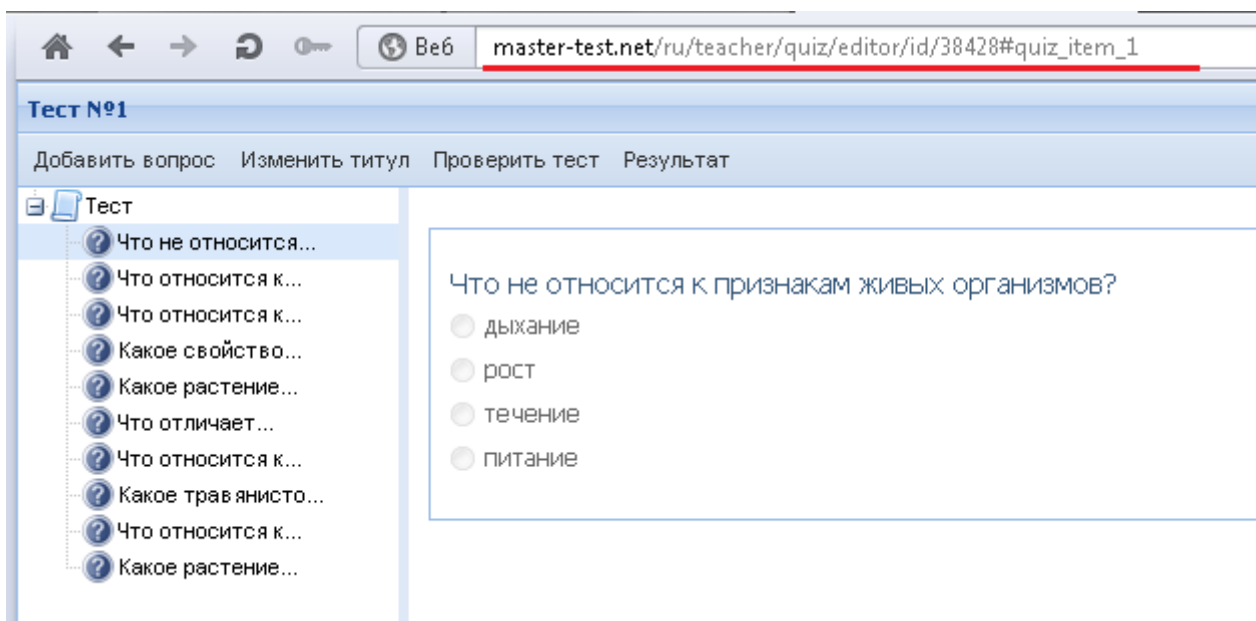 Веб master-test.net/ru/teacher/quiz/editor/id/38428#quiz_item_1
Тест №1
Добавить вопрос Изменить титул Проверить тест Результат
Тест
Что не относится...
Что относится к...
Что относится к...
Какое свойство...
Какое растение...
Что отличает...
Что относится к...
Какое травянисто...
Что относится к...
Какое растение...
Что не относится к признакам живых организмов?
дыхание
рост
течение
питание